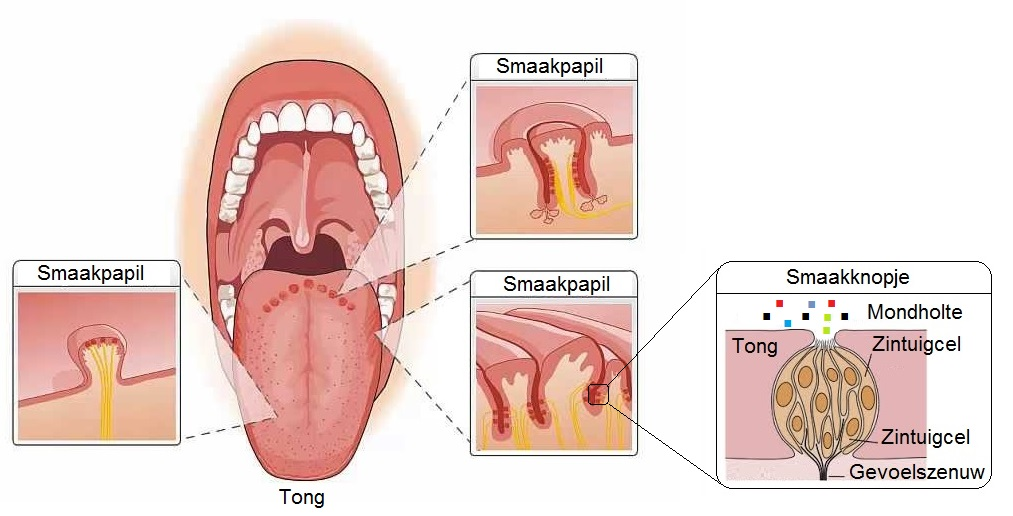 Smaakpapil
Smaakpapil
Smaakpapil
Smaakknopje
Mondholte
Tong
Zintuigcel
Zintuigcel
Gevoelszenuw
Tong